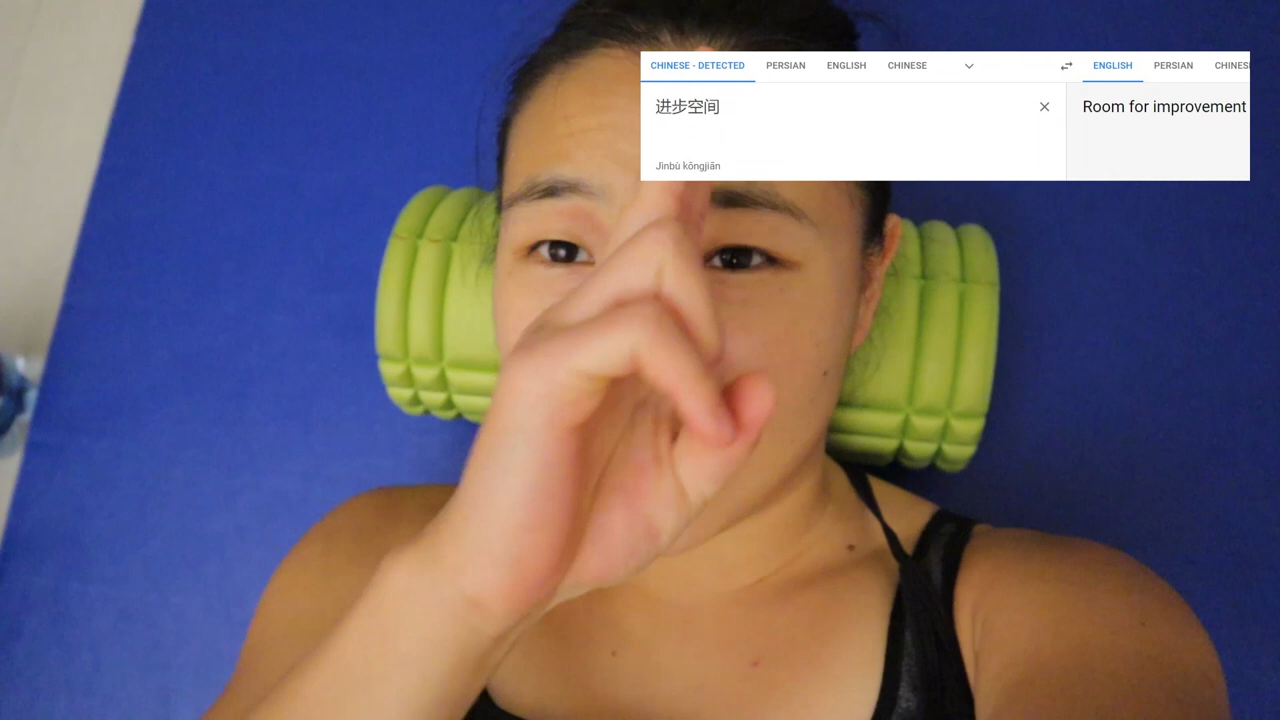 CHINESE - DETECTED PERSIAN ENGLISH CHINESE ENGLISH PERSIAN
进步空间 Room for improvement
Jìnbù kōngjiān